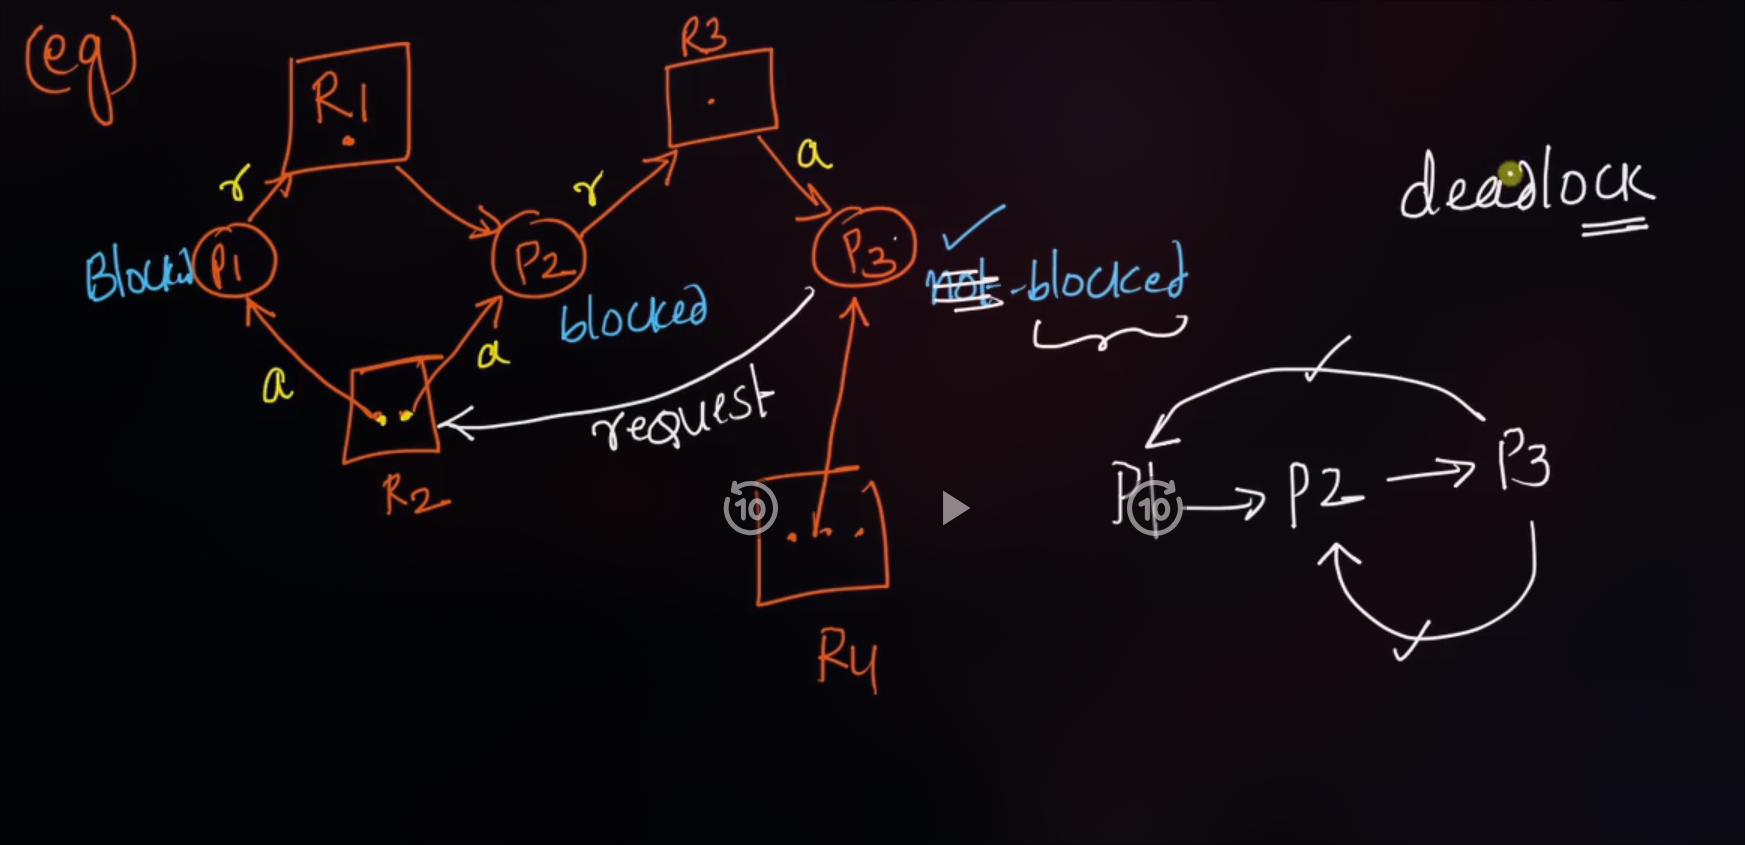 (eg)
R3
R1
r
a
r
P1
P2
P3
Blocked
not - blocked
blocked
a
a
request
R2
R4
deadlock
P1
P2
P3
10
10